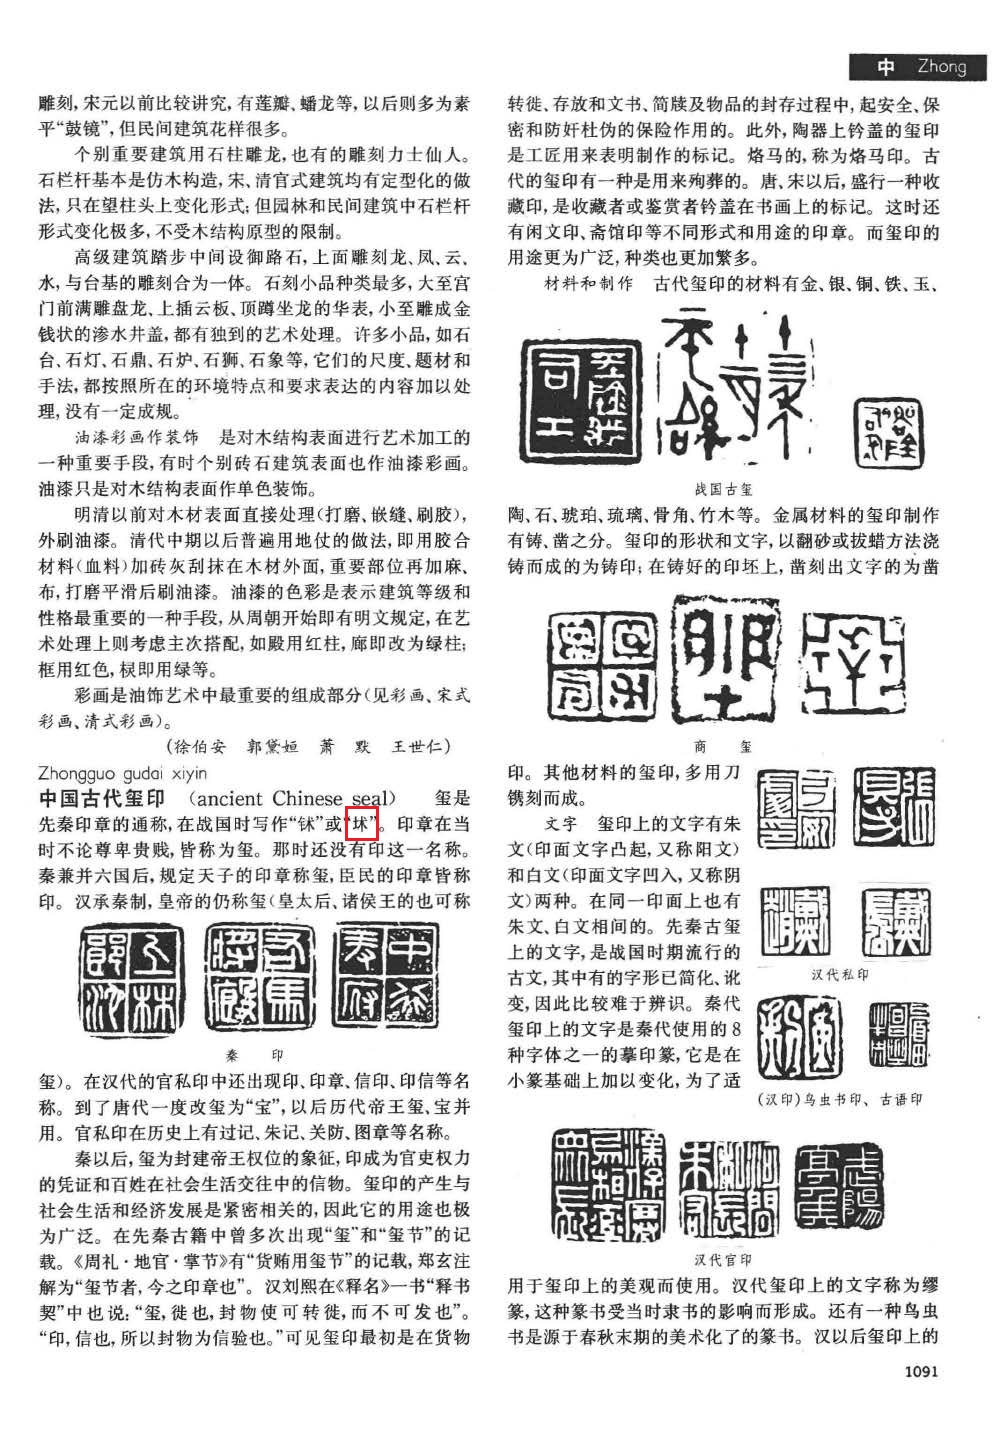 中 Zhong
雕刻,宋元以前比较讲究,有莲瓣、蟠龙等,以后则多为素
平“鼓镜”,但民间建筑花样很多。
个别重要建筑用石柱雕龙,也有的雕刻力士仙人。
石栏杆基本是仿木构造,宋、清官式建筑均有定型化的做
法,只在望柱头上变化形式;但园林和民间建筑中石栏杆
形式变化极多,不受木结构原型的限制。
高级建筑踏步中间设御路石,上面雕刻龙、凤、云、
水,与台基的雕刻合为一体。石刻小品种类最多,大至宫
门前满雕盘龙、上插云板、顶蹲坐龙的华表,小至雕成金
钱状的渗水井盖,都有独到的艺术处理。许多小品,如石
台、石灯、石鼎、石炉、石狮、石象等,它们的尺度、题材和
手法,都按照所在的环境特点和要求表达的内容加以处
理,没有一定成规。
油漆彩画作装饰 是对木结构表面进行艺术加工的
一种重要手段,有时个别砖石建筑表面也作油漆彩画。
油漆只是对木结构表面作单色装饰。
明清以前对木材表面直接处理(打磨、嵌缝、刷胶),
外刷油漆。清代中期以后普遍用地仗的做法,即用胶合
材料(血料)加砖灰刮抹在木材外面,重要部位再加麻、
布,打磨平滑后刷油漆。油漆的色彩是表示建筑等级和
性格最重要的一种手段,从周朝开始即有明文规定,在艺
术处理上则考虑主次搭配,如殿用红柱,廊即改为绿柱;
框用红色,棂即用绿等。
彩画是油饰艺术中最重要的组成部分(见彩画、宋式
彩画、清式彩画)。
(徐伯安 郭黛姮 萧 默 王世仁)
Zhongguo gudai xiyin
中国古代玺印 (ancient Chinese seal) 玺是
先秦印章的通称,在战国时写作“”或“”。印章在当
时不论尊卑贵贱,皆称为玺。那时还没有印这一名称。
秦兼并六国后,规定天子的印章称玺,臣民的印章皆称
印。汉承秦制,皇帝的仍称玺(皇太后、诸侯王的也可称
秦 印
玺)。在汉代的官私印中还出现印、印章、信印、印信等名
称。到了唐代一度改玺为“宝”,以后历代帝王玺、宝并
用。官私印在历史上有过记、朱记、关防、图章等名称。
秦以后,玺为封建帝王权位的象征,印成为官吏权力
的凭证和百姓在社会生活交往中的信物。玺印的产生与
社会生活和经济发展是紧密相关的,因此它的用途也极
为广泛。在先秦古籍中曾多次出现“玺”和“玺节”的记
载。《周礼·地官·掌节》有“货贿用玺节”的记载,郑玄注
解为“玺节者,今之印章也”。汉刘熙在《释名》一书“释书
契”中也说:“玺,徙也,封物使可转徙,而不可发也”。
“印,信也,所以封物为信验也。”可见玺印最初是在货物
转徙、存放和文书、简牍及物品的封存过程中,起安全、保
密和防奸杜伪的保险作用的。此外,陶器上钤盖的玺印
是工匠用来表明制作的标记。烙马的,称为烙马印。古
代的玺印有一种是用来殉葬的。唐、宋以后,盛行一种收
藏印,是收藏者或鉴赏者钤盖在书画上的标记。这时还
有闲文印、斋馆印等不同形式和用途的印章。而玺印的
用途更为广泛,种类也更加繁多。
材料和制作 古代玺印的材料有金、银、铜、铁、玉、
战国古玺
陶、石、琥珀、琉璃、骨角、竹木等。金属材料的玺印制作
有铸、凿之分。玺印的形状和文字,以翻砂或拔蜡方法浇
铸而成的为铸印;在铸好的印坯上,凿刻出文字的为凿
商 玺
印。其他材料的玺印,多用刀
镌刻而成。
文字 玺印上的文字有朱
文(印面文字凸起,又称阳文)
和白文(印面文字凹入,又称阴
文)两种。在同一印面上也有
朱文、白文相间的。先秦古玺
上的文字,是战国时期流行的
古文,其中有的字形已简化、讹
变,因此比较难于辨识。秦代
玺印上的文字是秦代使用的8
种字体之一的摹印篆,它是在
小篆基础上加以变化,为了适
汉代私印
(汉印)鸟虫书印、吉语印
汉代官印
用于玺印上的美观而使用。汉代玺印上的文字称为缪
篆,这种篆书受当时隶书的影响而形成。还有一种鸟虫
书是源于春秋末期的美术化了的篆书。汉以后玺印上的
1091